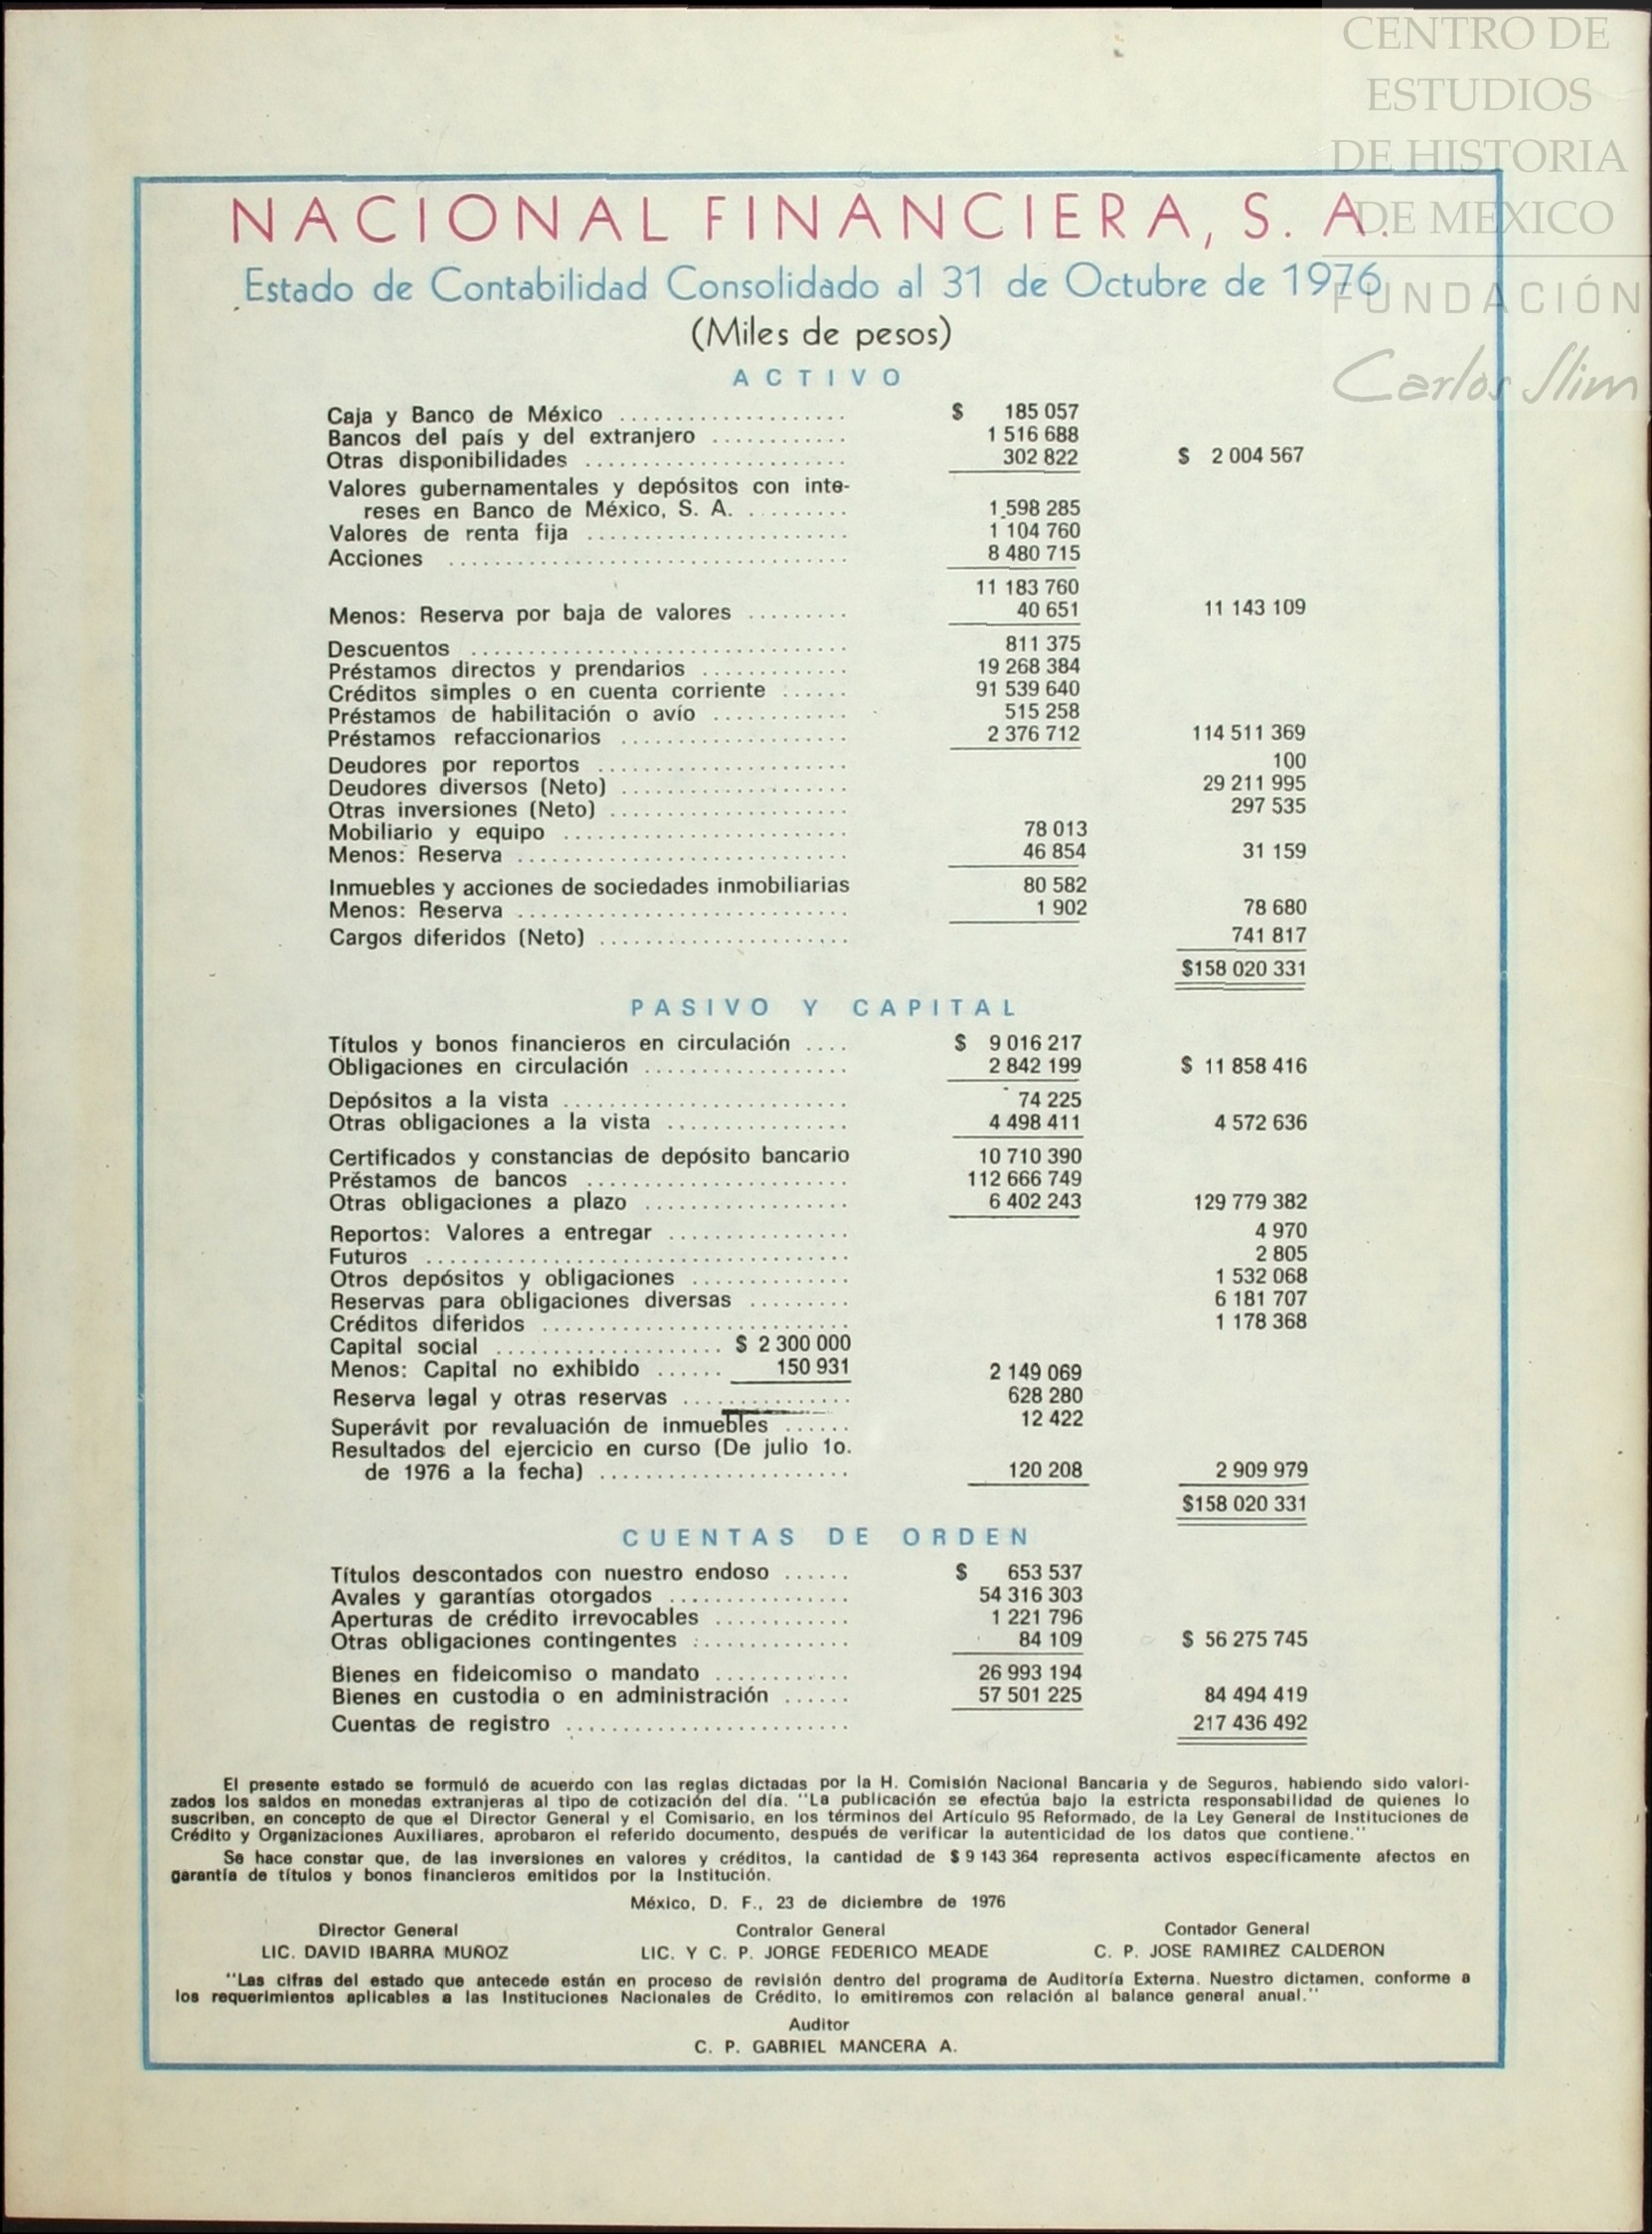 CENTRO DE
ESTUDIOS
DE HISTORIA
DE MEXICO
FUNDACIÓN
Carlos Slim
NACIONAL FINANCIERA, S. A.
Estado de Contabilidad Consolidado al 31 de Octubre de 1976
(Miles de pesos)
ACTIVO
Caja y Banco de México .................... $ 185 057
Bancos del país y del extranjero ............ 1 516 688
Otras disponibilidades ....................... 302 822 $ 2 004 567
Valores gubernamentales y depósitos con inte-
reses en Banco de México, S. A. ......... 1 598 285
Valores de renta fija ....................... 1 104 760
Acciones ................................... 8 480 715
11 183 760
Menos: Reserva por baja de valores ......... 40 651 11 143 109
Descuentos ................................. 811 375
Préstamos directos y prendarios ............. 19 268 384
Créditos simples o en cuenta corriente ...... 91 539 640
Préstamos de habilitación o avío ............ 515 258
Préstamos refaccionarios .................... 2 376 712 114 511 369
Deudores por reportos ...................... 100
Deudores diversos (Neto) .................... 29 211 995
Otras inversiones (Neto) ..................... 297 535
Mobiliario y equipo ......................... 78 013
Menos: Reserva ............................. 46 854 31 159
Inmuebles y acciones de sociedades inmobiliarias 80 582
Menos: Reserva ............................. 1 902 78 680
Cargos diferidos (Neto) ...................... 741 817
$158 020 331
PASIVO Y CAPITAL
Títulos y bonos financieros en circulación .... $ 9 016 217
Obligaciones en circulación .................. 2 842 199 $ 11 858 416
Depósitos a la vista ......................... 74 225
Otras obligaciones a la vista ................ 4 498 411 4 572 636
Certificados y constancias de depósito bancario 10 710 390
Préstamos de bancos ....................... 112 666 749
Otras obligaciones a plazo .................. 6 402 243 129 779 382
Reportos: Valores a entregar ................ 4 970
Futuros ..................................... 2 805
Otros depósitos y obligaciones .............. 1 532 068
Reservas para obligaciones diversas ......... 6 181 707
Créditos diferidos ........................... 1 178 368
Capital social .................... $ 2 300 000
Menos: Capital no exhibido ...... 150 931 2 149 069
Reserva legal y otras reservas ............... 628 280
Superávit por revaluación de inmuebles ...... 12 422
Resultados del ejercicio en curso (De julio 1o.
de 1976 a la fecha) ...................... 120 208 2 909 979
$158 020 331
CUENTAS DE ORDEN
Títulos descontados con nuestro endoso ...... $ 653 537
Avales y garantías otorgados ................ 54 316 303
Aperturas de crédito irrevocables ............ 1 221 796
Otras obligaciones contingentes .............. 84 109 $ 56 275 745
Bienes en fideicomiso o mandato ............ 26 993 194
Bienes en custodia o en administración ...... 57 501 225 84 494 419
Cuentas de registro ......................... 217 436 492
El presente estado se formuló de acuerdo con las reglas dictadas por la H. Comisión Nacional Bancaria y de Seguros, habiendo sido valori-
zados los saldos en monedas extranjeras al tipo de cotización del día. "La publicación se efectúa bajo la estricta responsabilidad de quienes lo
suscriben, en concepto de que el Director General y el Comisario, en los términos del Artículo 95 Reformado, de la Ley General de Instituciones de
Crédito y Organizaciones Auxiliares, aprobaron el referido documento, después de verificar la autenticidad de los datos que contiene."
Se hace constar que, de las inversiones en valores y créditos, la cantidad de $ 9 143 364 representa activos específicamente afectos en
garantía de títulos y bonos financieros emitidos por la Institución.
México, D. F., 23 de diciembre de 1976
Director General Contralor General Contador General
LIC. DAVID IBARRA MUÑOZ LIC. Y C. P. JORGE FEDERICO MEADE C. P. JOSE RAMIREZ CALDERON
"Las cifras del estado que antecede están en proceso de revisión dentro del programa de Auditoría Externa. Nuestro dictamen, conforme a
los requerimientos aplicables a las Instituciones Nacionales de Crédito, lo emitiremos con relación al balance general anual."
Auditor
C. P. GABRIEL MANCERA A.